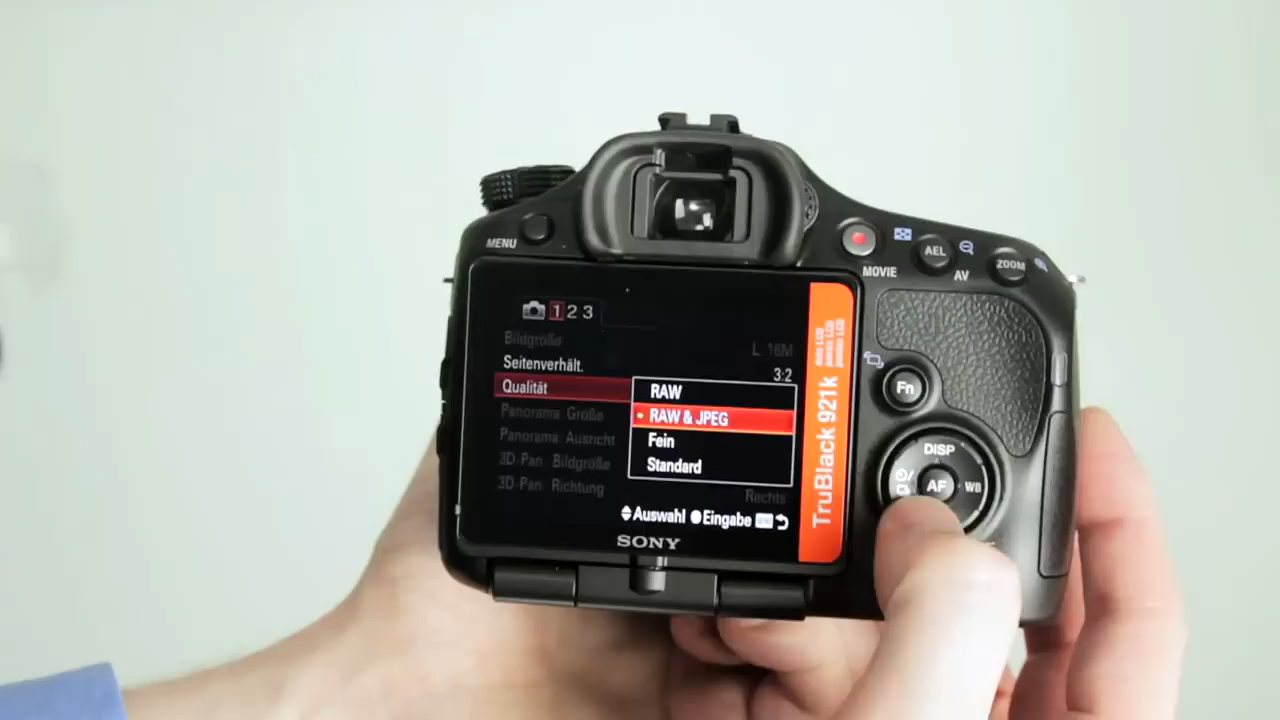 MENU
MOVIE
AEL
AV
ZOOM
1 2 3
Bildgröße
L: 16M
Seitenverhält.
3:2
Qualität
RAW
RAW & JPEG
Panorama: Größe
Fein
Panorama: Ausricht
Standard
3D-Pan.: Bildgröße
3D-Pan.: Richtung
Rechts
Auswahl Eingabe
SONY
TruBlack 921k
Fn
DISP
AF
WB